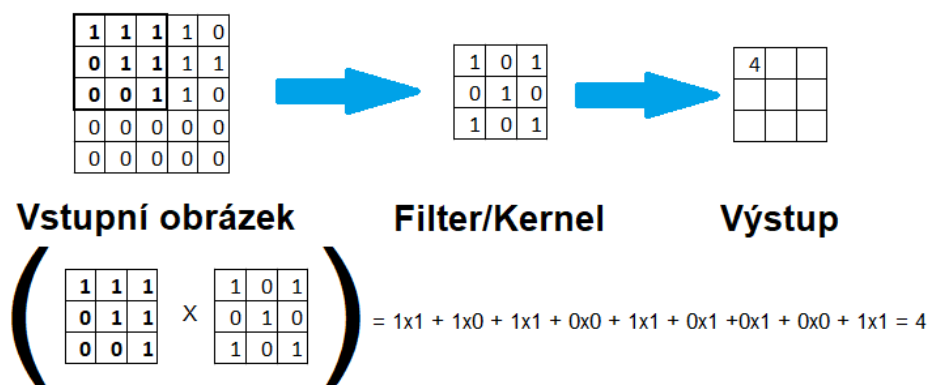 1 1 1 1 0
0 1 1 1 1
0 0 1 1 0
0 0 0 0 0
0 0 0 0 0
1 0 1
0 1 0
1 0 1
4
Vstupní obrázek
Filter/Kernel
Výstup
(
1 1 1
0 1 1
0 0 1
X
1 0 1
0 1 0
1 0 1
)
= 1x1 + 1x0 + 1x1 + 0x0 + 1x1 + 0x1 +0x1 + 0x0 + 1x1 = 4